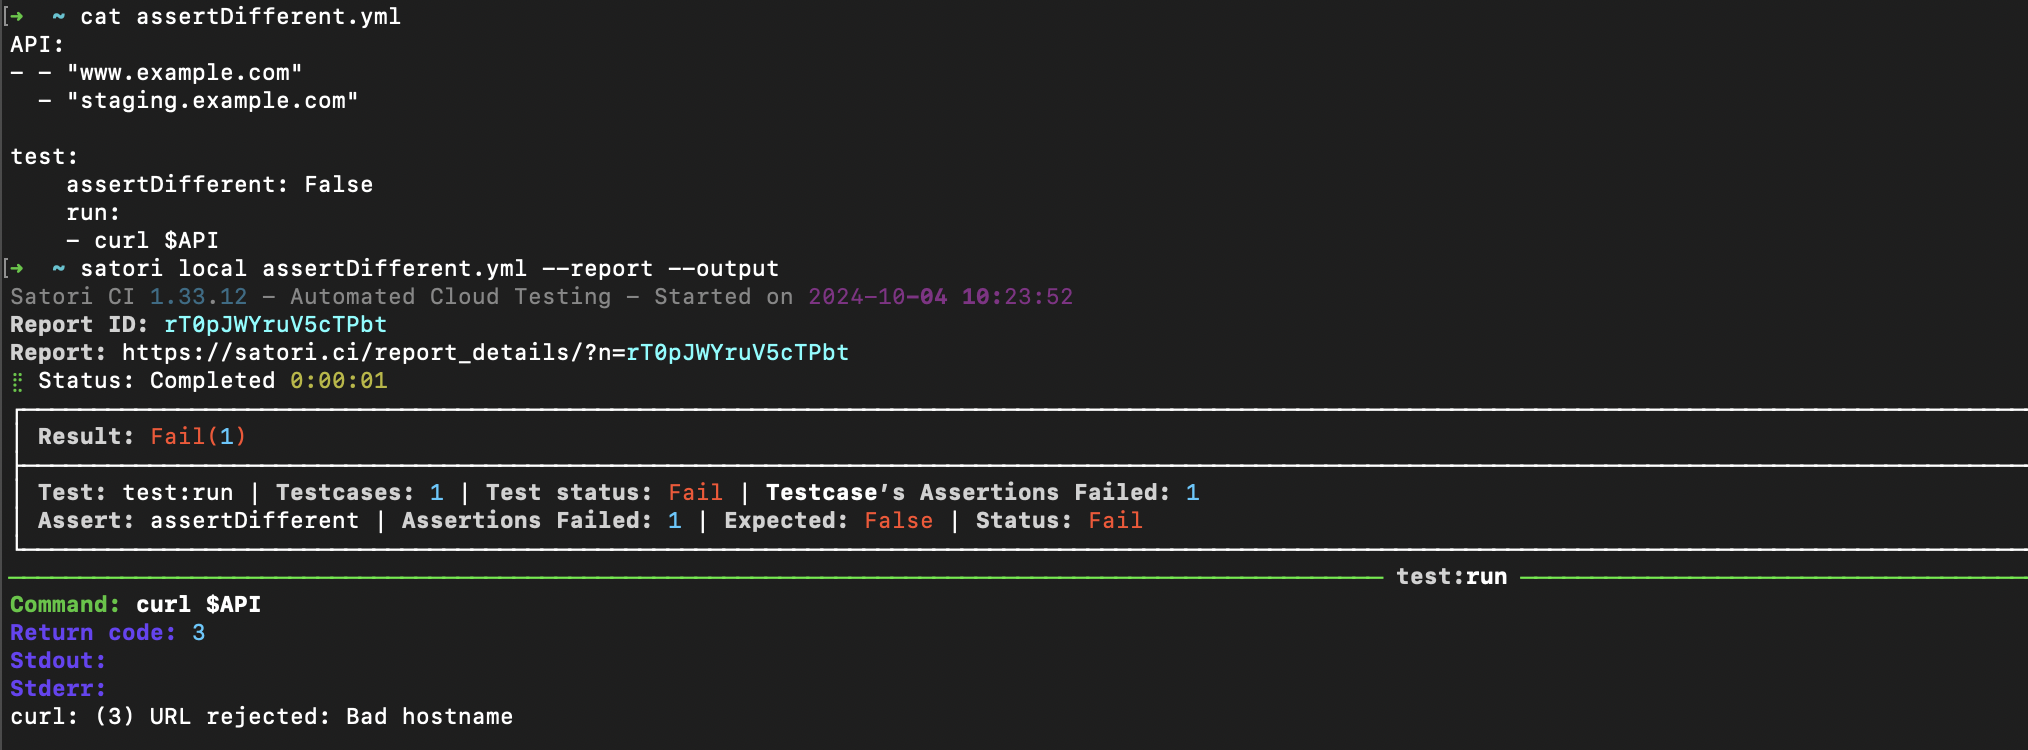 [➜  ~ cat assertDifferent.yml
API:
- - "www.example.com"
  - "staging.example.com"
test:
    assertDifferent: False
    run:
    - curl $API
[➜  ~ satori local assertDifferent.yml --report --output
Satori CI 1.33.12 - Automated Cloud Testing - Started on 2024-10-04 10:23:52
Report ID: rT0pJWYruV5cTPbt
Report: https://satori.ci/report_details/?n=rT0pJWYruV5cTPbt
⣟ Status: Completed 0:00:01
Result: Fail(1)
Test: test:run | Testcases: 1 | Test status: Fail | Testcase's Assertions Failed: 1
Assert: assertDifferent | Assertions Failed: 1 | Expected: False | Status: Fail
test:run
Command: curl $API
Return code: 3
Stdout:
Stderr:
curl: (3) URL rejected: Bad hostname